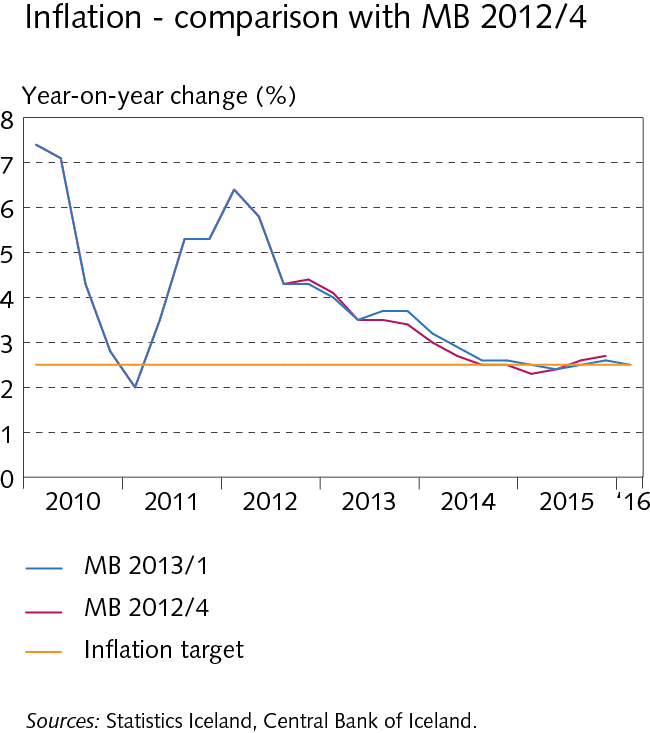 Inflation - comparison with MB 2012/4
Year-on-year change (%)
8
7
6
5
4
3
2
1
0
2010 2011 2012 2013 2014 2015 '16
MB 2013/1
MB 2012/4
Inflation target
Sources: Statistics Iceland, Central Bank of Iceland.